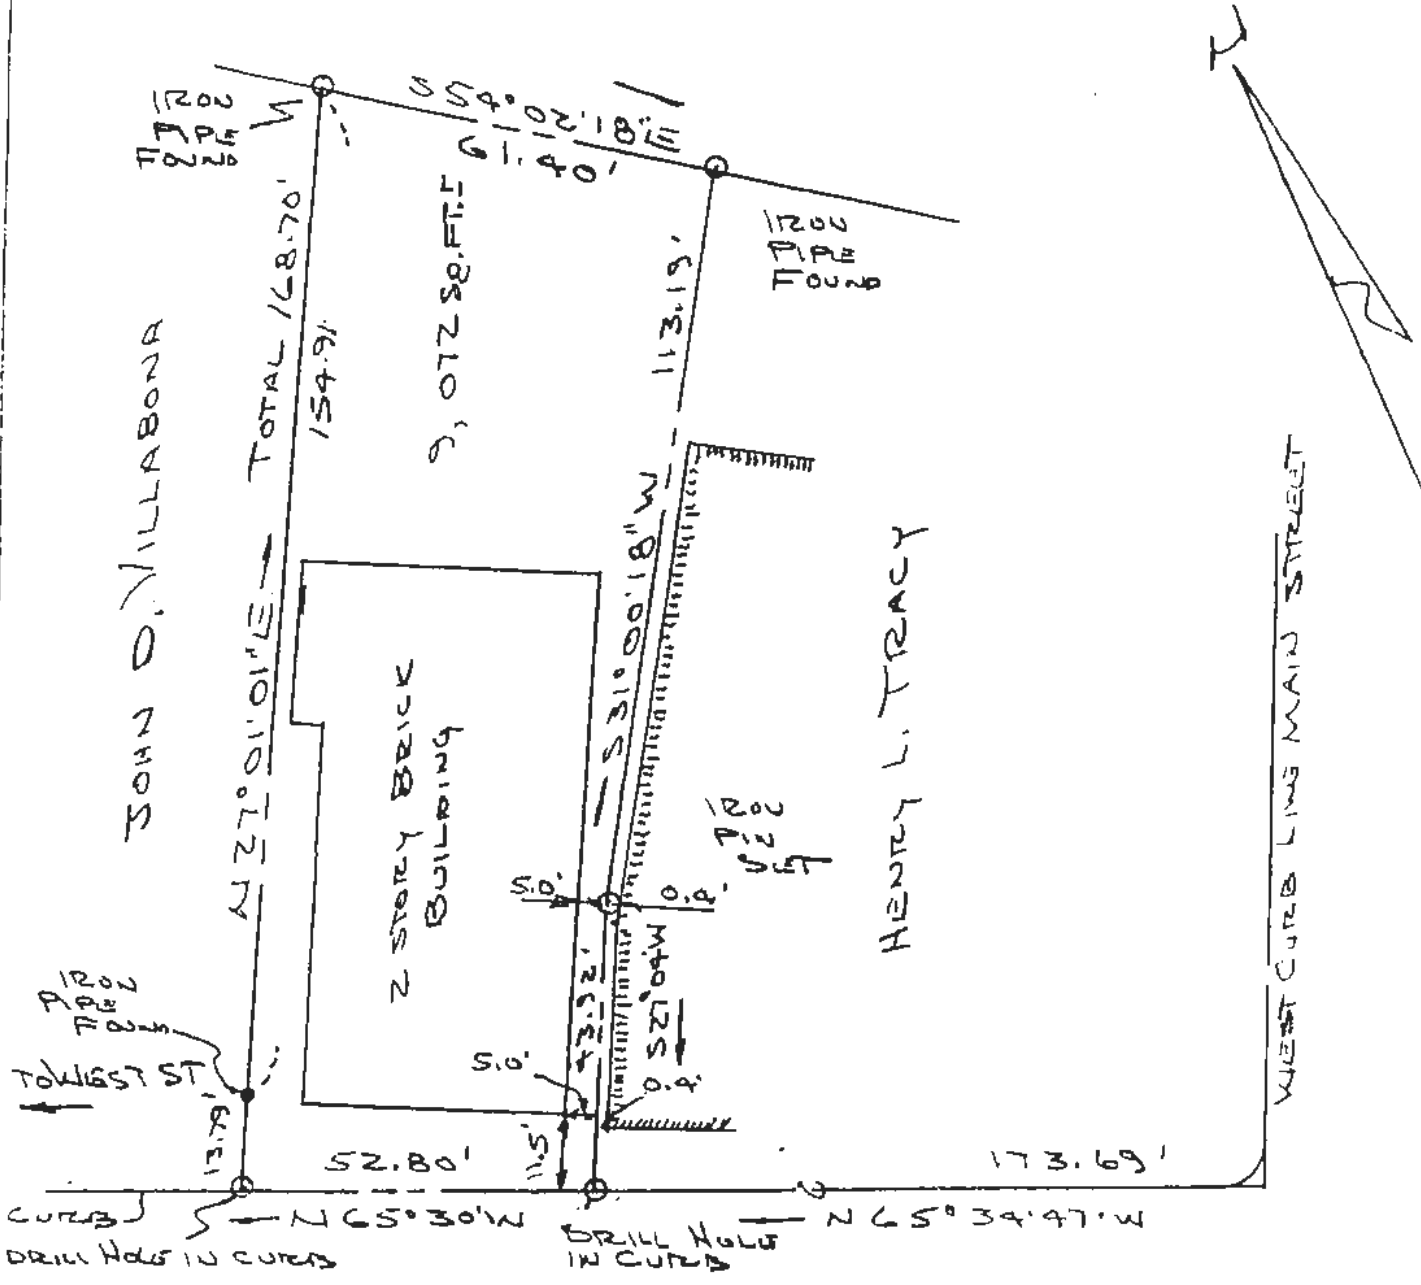 IRON
PIPE
FOUND
S 54° 02' 18" E
61.40'
IRON
PIPE
FOUND
TOTAL 168.70'
154.91
9,072 SQ.FT.±
113.19'
JOHN O. VILLABONA
N 27° 01' 01" E
S 31° 00' 18" W
2 STORY BRICK
BUILDING
HENRY L. TRACY
WEST CURB LINE MAIN STREET
IRON
PIN
SET
5.0'
0.4'
43.92'
S 27° 04' W
IRON
PIPE
FOUND
TO WEST ST
5.0'
0.4'
13.79'
52.80'
11.5'
173.69'
CURB
N 65° 30' W
N 65° 34' 47" W
DRILL HOLE IN CURB
DRILL HOLE
IN CURB